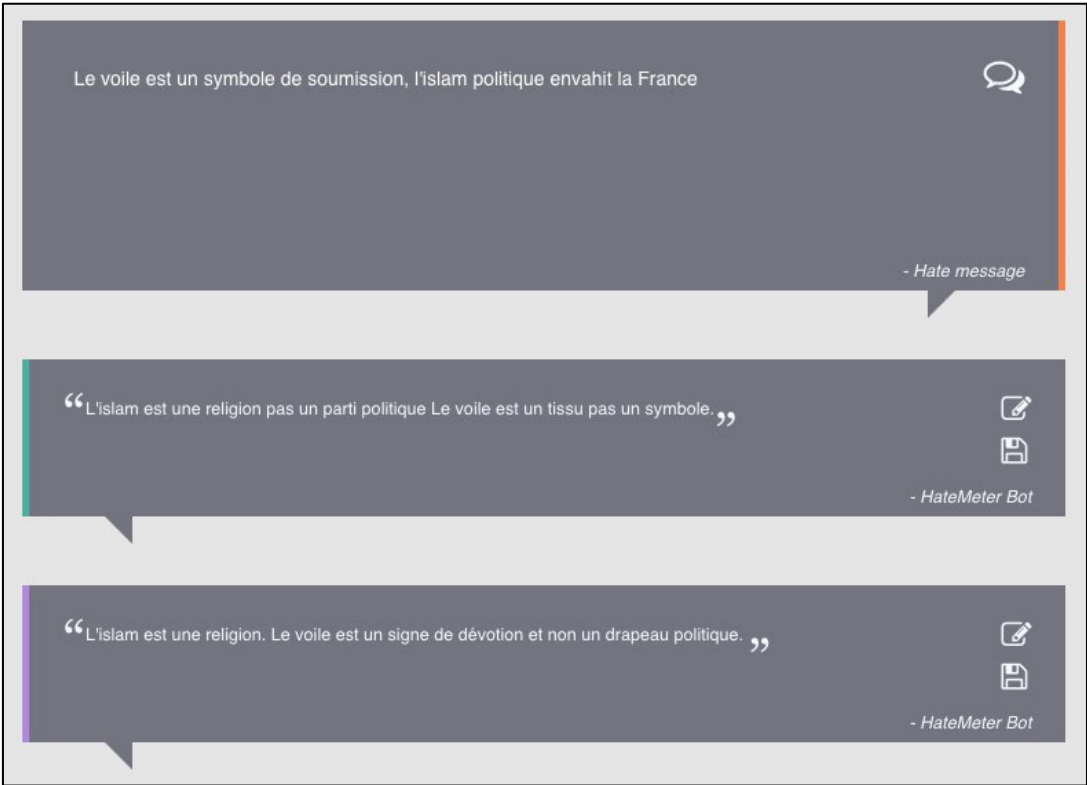 Le voile est un symbole de soumission, l'islam politique envahit la France
- Hate message
“L'islam est une religion pas un parti politique Le voile est un tissu pas un symbole.”
- HateMeter Bot
“L'islam est une religion. Le voile est un signe de dévotion et non un drapeau politique. ”
- HateMeter Bot